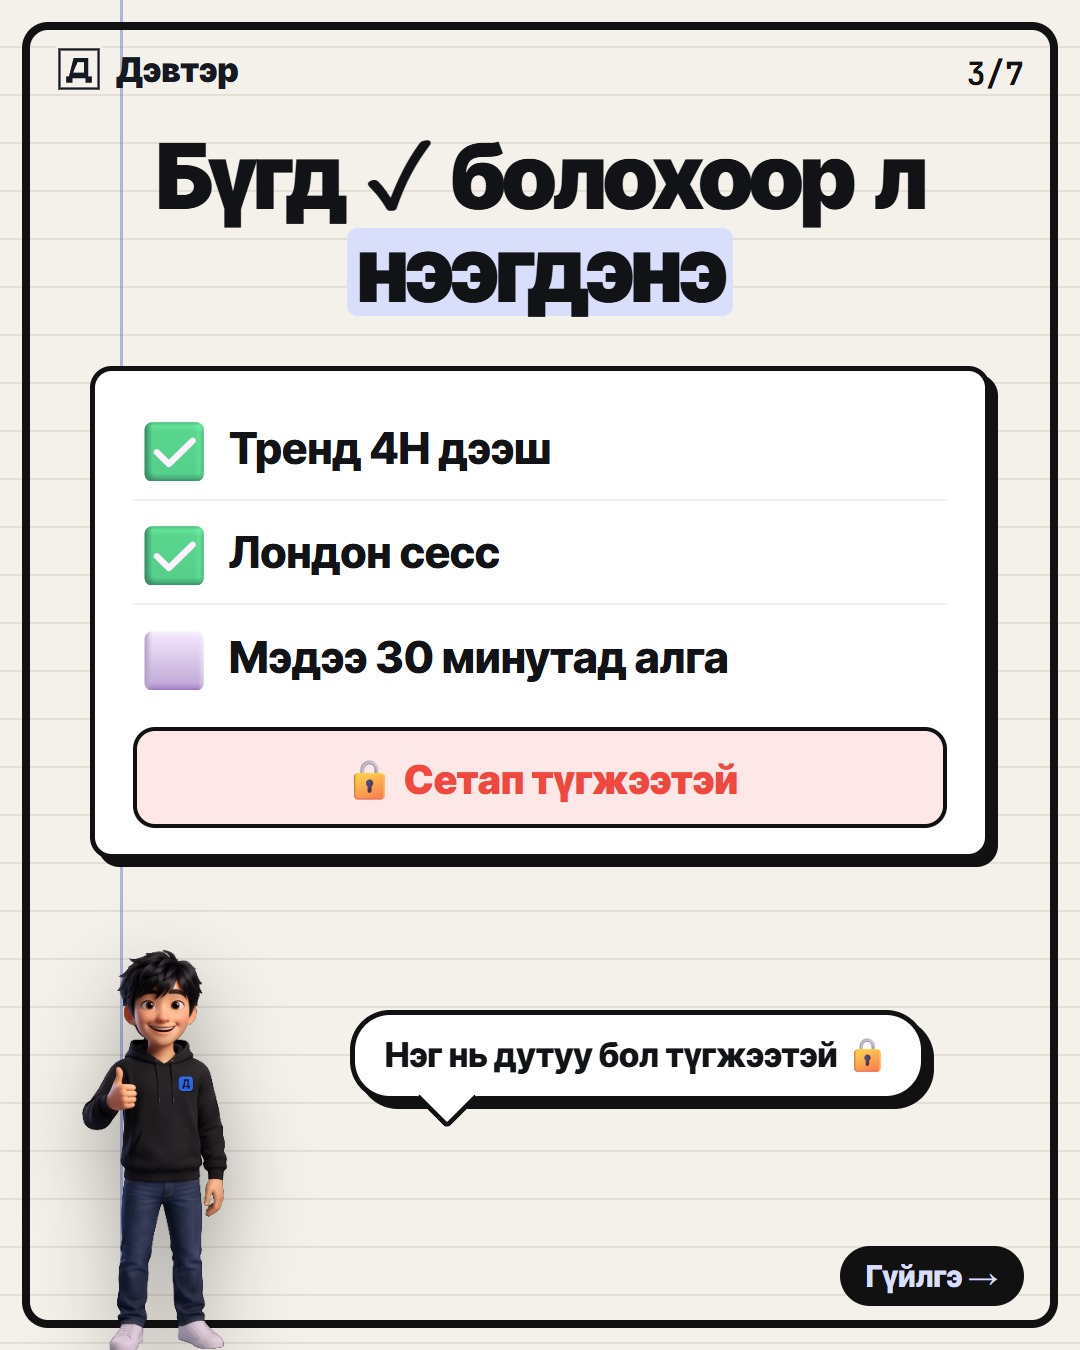 Д Дэвтэр
3/7
Бүгд ✓ болохоор л
нээгдэнэ
✅ Тренд 4H дээш
✅ Лондон сесс
Мэдээ 30 минутад алга
🔒 Сетап түгжээтэй
Д
Нэг нь дутуу бол түгжээтэй 🔒
Гүйлгэ →